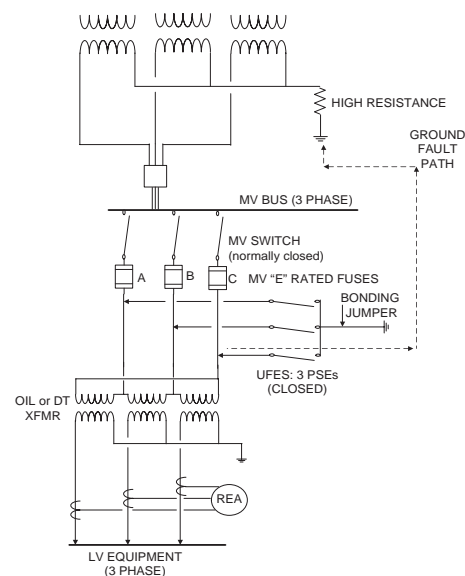 HIGH RESISTANCE
GROUND
FAULT
PATH
MV BUS (3 PHASE)
MV SWITCH
(normally closed)
A
B
C
MV “E” RATED FUSES
BONDING
JUMPER
UFES: 3 PSEs
(CLOSED)
OIL or DT
XFMR
REA
LV EQUIPMENT
(3 PHASE)